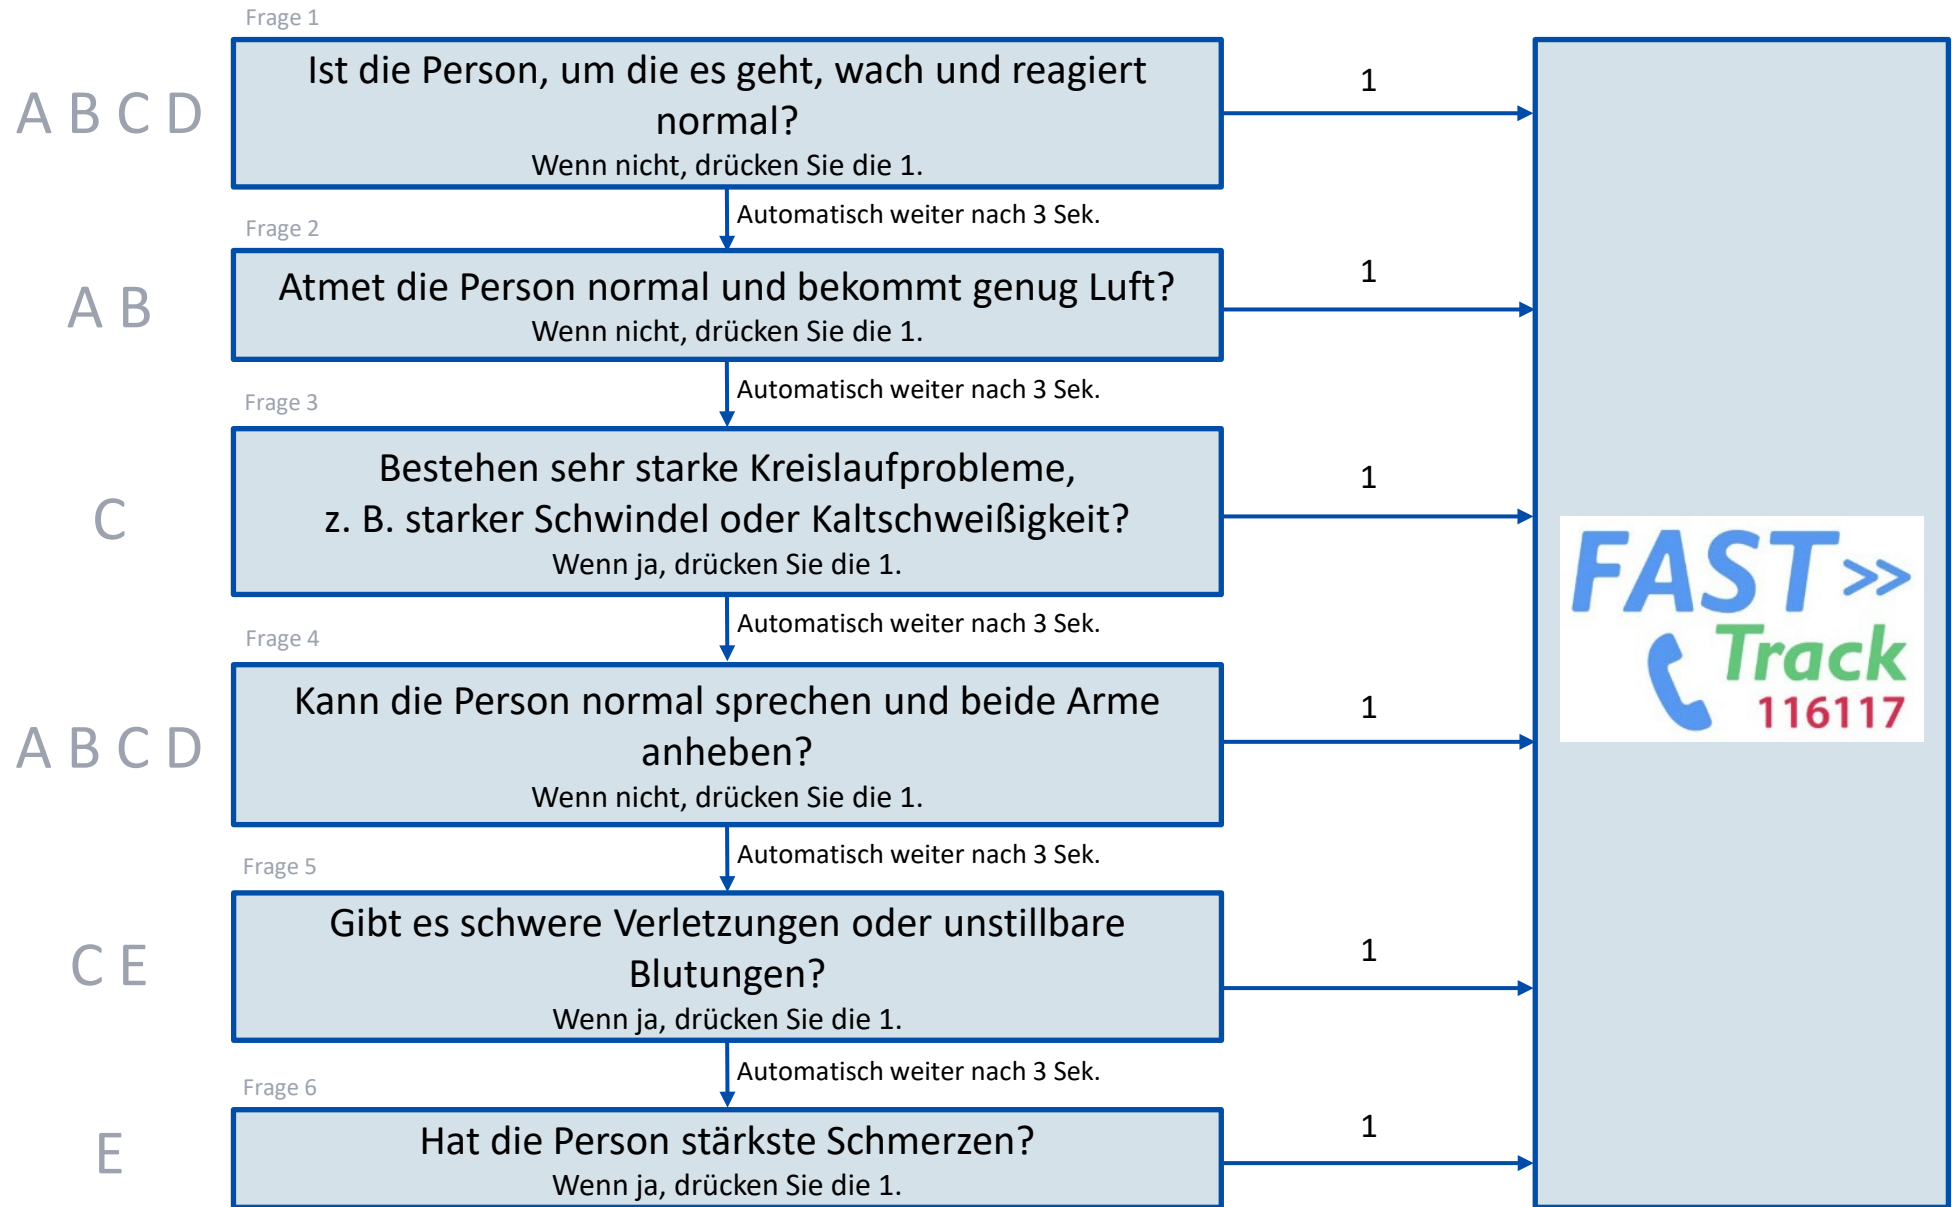 Frage 1
Ist die Person, um die es geht, wach und reagiert
normal?
Wenn nicht, drücken Sie die 1.
A B C D
1
Automatisch weiter nach 3 Sek.
Frage 2
Atmet die Person normal und bekommt genug Luft?
Wenn nicht, drücken Sie die 1.
A B
1
Automatisch weiter nach 3 Sek.
Frage 3
Bestehen sehr starke Kreislaufprobleme,
z. B. starker Schwindel oder Kaltschweißigkeit?
Wenn ja, drücken Sie die 1.
C
1
Automatisch weiter nach 3 Sek.
Frage 4
Kann die Person normal sprechen und beide Arme
anheben?
Wenn nicht, drücken Sie die 1.
A B C D
1
Automatisch weiter nach 3 Sek.
Frage 5
Gibt es schwere Verletzungen oder unstillbare
Blutungen?
Wenn ja, drücken Sie die 1.
C E
1
Automatisch weiter nach 3 Sek.
Frage 6
Hat die Person stärkste Schmerzen?
Wenn ja, drücken Sie die 1.
E
1
FAST >>
Track
116117